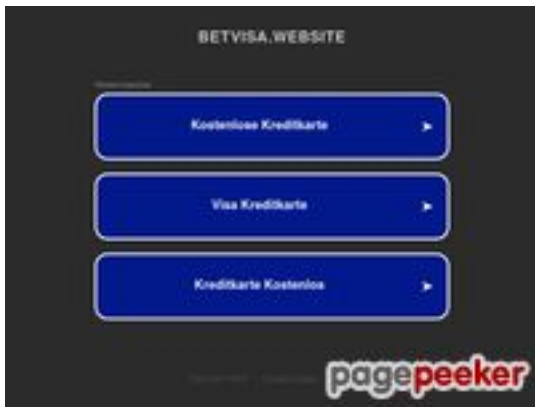 BETVISA.WEBSITE
Kostenlose Kreditkarte
Visa Kreditkarte
Kreditkarte Kostenlos
pagepeeker